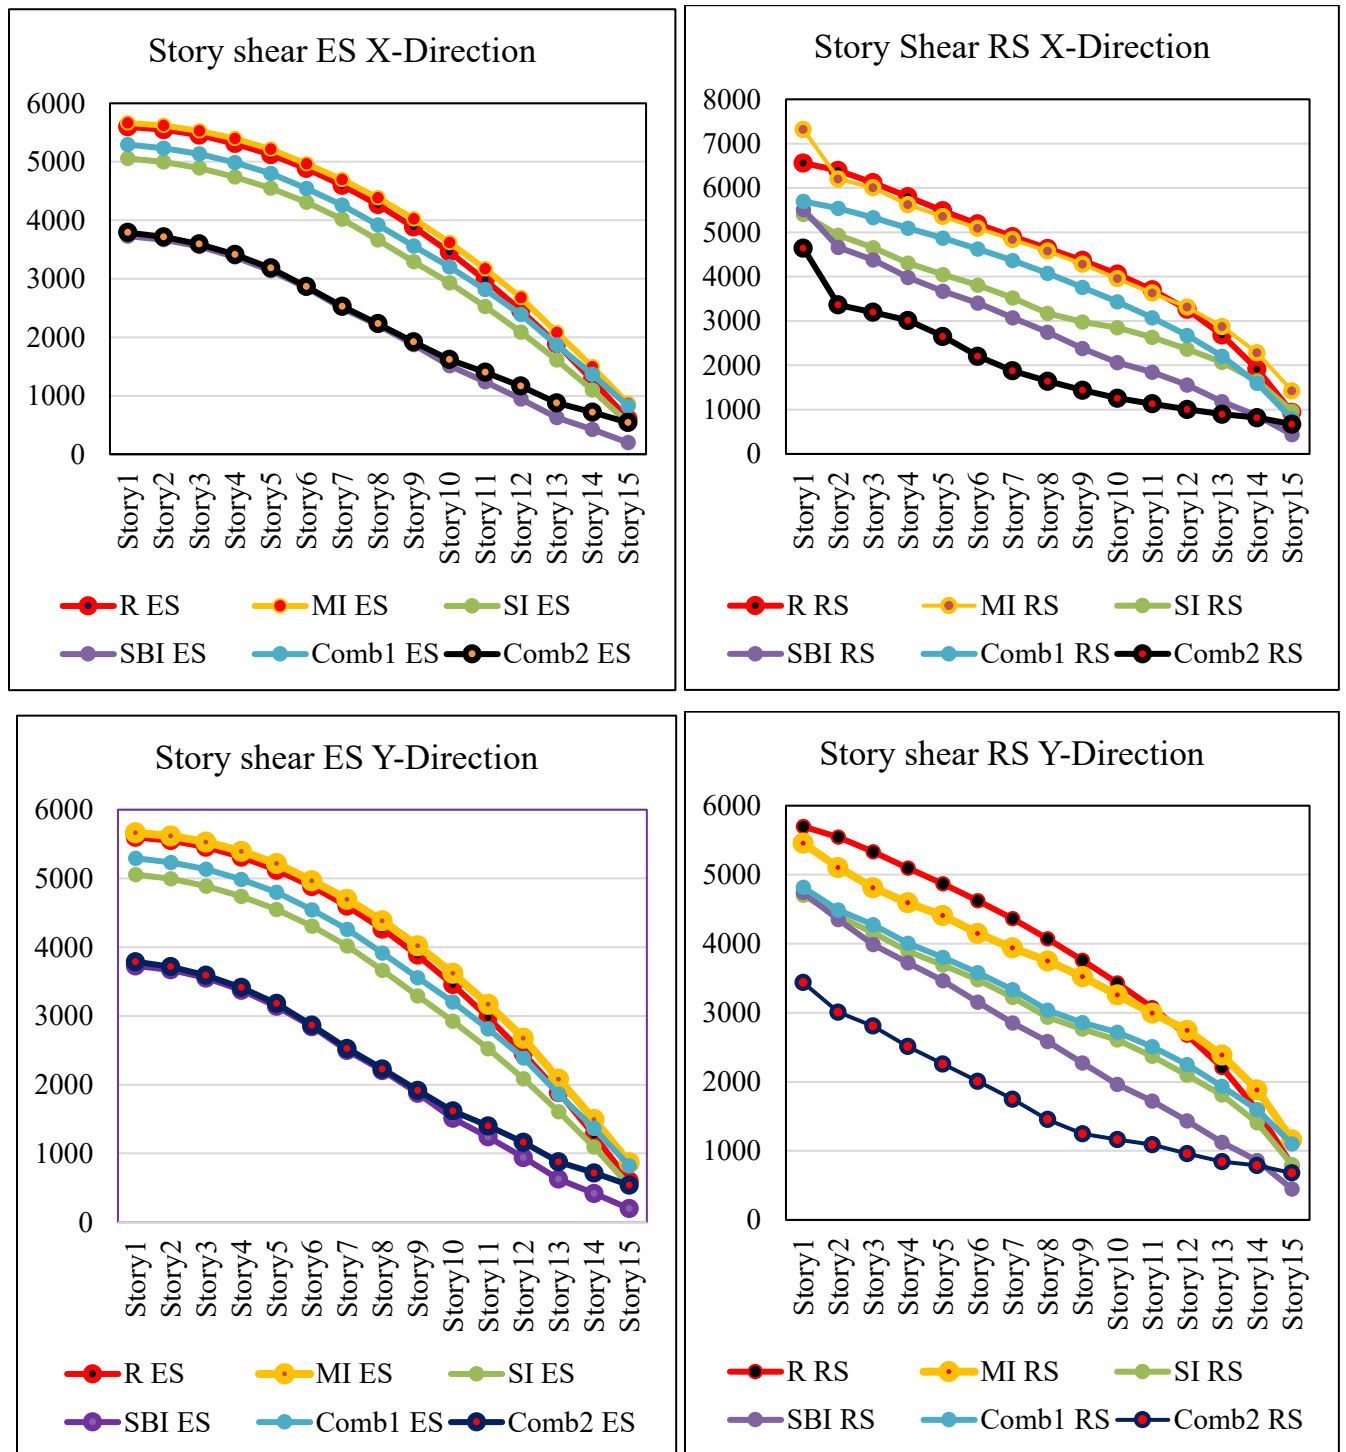 Story shear ES X-Direction
6000
5000
4000
3000
2000
1000
0
Story1 Story2 Story3 Story4 Story5 Story6 Story7 Story8 Story9 Story10 Story11 Story12 Story13 Story14 Story15
R ES MI ES SI ES
SBI ES Comb1 ES Comb2 ES
Story Shear RS X-Direction
8000
7000
6000
5000
4000
3000
2000
1000
0
Story1 Story2 Story3 Story4 Story5 Story6 Story7 Story8 Story9 Story10 Story11 Story12 Story13 Story14 Story15
R RS MI RS SI RS
SBI RS Comb1 RS Comb2 RS
Story shear ES Y-Direction
6000
5000
4000
3000
2000
1000
0
Story1 Story2 Story3 Story4 Story5 Story6 Story7 Story8 Story9 Story10 Story11 Story12 Story13 Story14 Story15
R ES MI ES SI ES
SBI ES Comb1 ES Comb2 ES
Story shear RS Y-Direction
6000
5000
4000
3000
2000
1000
0
Story1 Story2 Story3 Story4 Story5 Story6 Story7 Story8 Story9 Story10 Story11 Story12 Story13 Story14 Story15
R RS MI RS SI RS
SBI RS Comb1 RS Comb2 RS